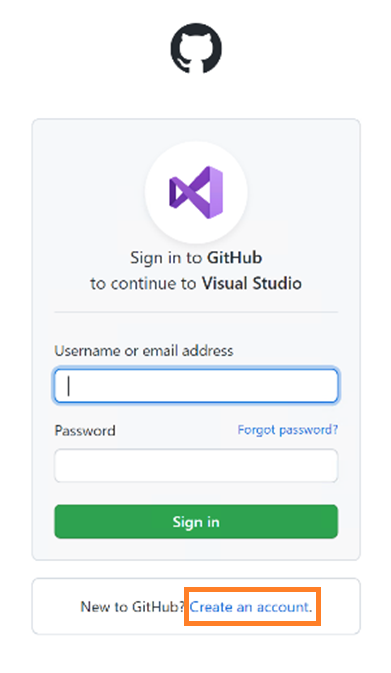 Sign in to GitHub
to continue to Visual Studio
Username or email address
Password
Forgot password?
Sign in
New to GitHub? Create an account.